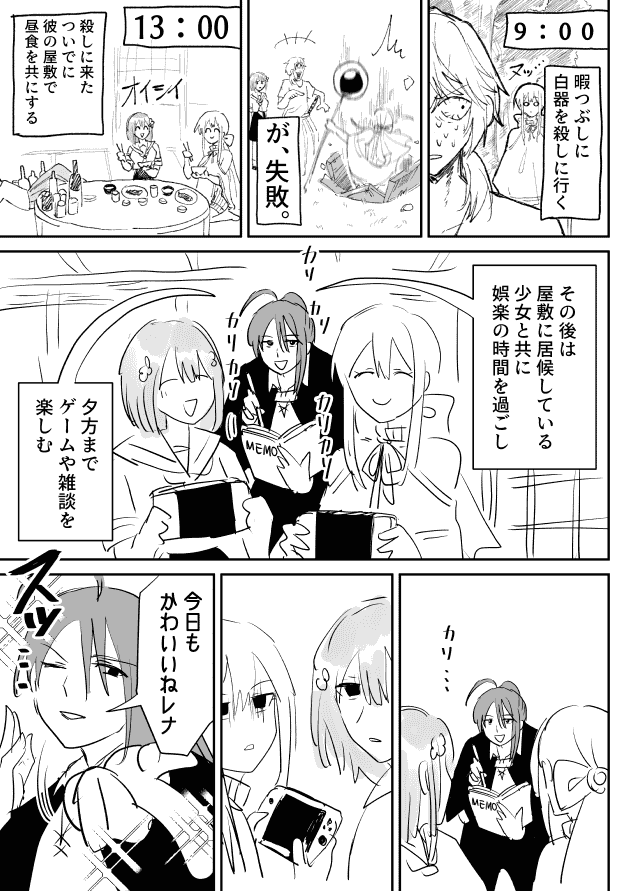 9:00
暇つぶしに
白器を殺しに行く
ヌッ…
が、失敗。
13:00
殺しに来た
ついでに
彼の屋敷で
昼食を共にする
オイシイ
その後は
屋敷に居候している
少女と共に
娯楽の時間を過ごし
カリ
カリ
カリ
カリ
カリカリ
MEMO
夕方まで
ゲームや雑談を
楽しむ
カリ...
MEMO
今日も
かわいいねレナ
スッ…